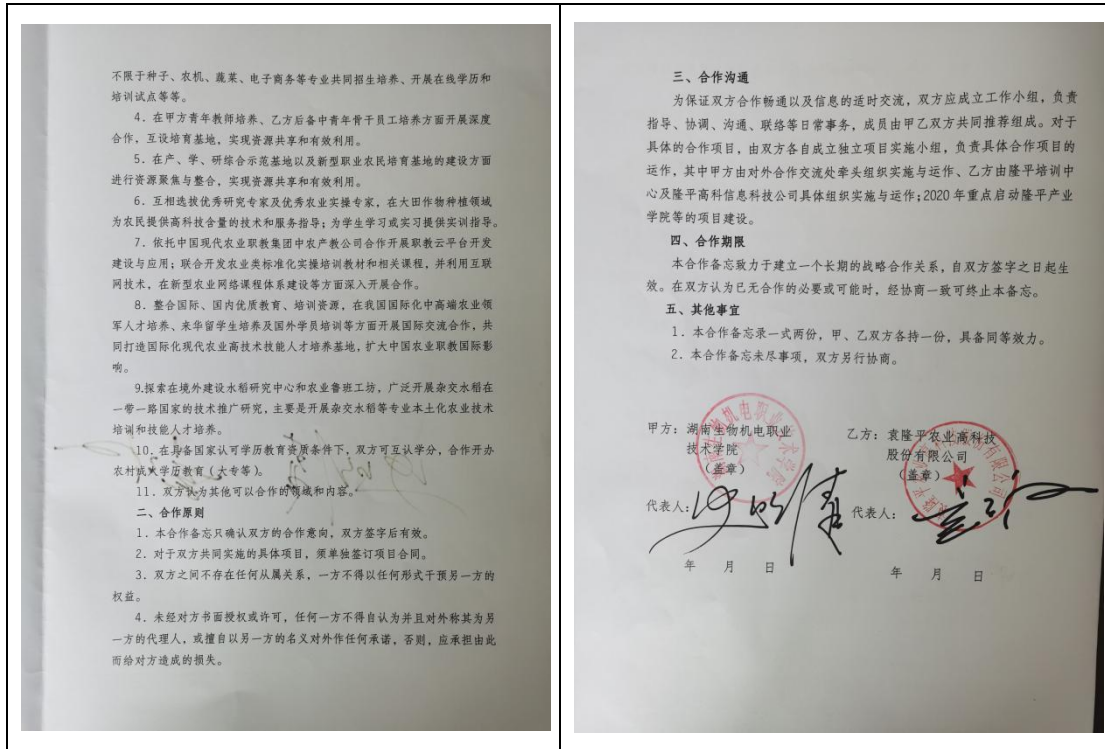 不限于种子、农机、蔬菜、电子商务等专业共同招生培养、开展在线学历和
培训试点等等。
4. 在甲方青年教师培养、乙方后备中青年骨干员工培养方面开展深度
合作，互设培育基地，实现资源共享和有效利用。
5. 在产、学、研综合示范基地以及新型职业农民培育基地的建设方面
进行资源聚焦与整合，实现资源共享和有效利用。
6. 互相选拔优秀研究专家及优秀农业实操专家，在大田作物种植领域
为农民提供高科技含量的技术和服务指导；为学生学习或实习提供实训指导。
7. 依托中国现代农业职教集团中农产教公司合作开展职教云平台开发
建设与应用；联合开发农业类标准化实操培训教材和相关课程，并利用互联
网技术，在新型农业网络课程体系建设等方面深入开展合作。
8. 整合国际、国内优质教育、培训资源，在我国国际化中高端农业领
军人才培养、来华留学生培养及国外学员培训等方面开展国际交流合作，共
同打造国际化现代农业高技术技能人才培养基地，扩大中国农业职教国际影
响。
9.探索在境外建设水稻研究中心和农业鲁班工坊，广泛开展杂交水稻在
一带一路国家的技术推广研究，主要是开展杂交水稻等专业本土化农业技术
培训和技能人才培养。
10. 在具备国家认可学历教育资质条件下，双方可互认学分，合作开办
农村成人学历教育（大专等）。
11. 双方认为其他可以合作的领域和内容。
二、合作原则
1. 本合作备忘只确认双方的合作意向，双方签字后有效。
2. 对于双方共同实施的具体项目，须单独签订项目合同。
3. 双方之间不存在任何从属关系，一方不得以任何形式干预另一方的
权益。
4. 未经对方书面授权或许可，任何一方不得自认为并且对外称其为另
一方的代理人，或擅自以另一方的名义对外作任何承诺，否则，应承担由此
而给对方造成的损失。
三、合作沟通
为保证双方合作畅通以及信息的适时交流，双方应成立工作小组，负责
指导、协调、沟通、联络等日常事务，成员由甲乙双方共同推荐组成。对于
具体的合作项目，由双方各自成立独立项目实施小组，负责具体合作项目的
运作，其中甲方由对外合作交流处牵头组织实施与运作、乙方由隆平培训中
心及隆平高科信息科技公司具体组织实施与运作；2020 年重点启动隆平产业
学院等的项目建设。
四、合作期限
本合作备忘致力于建立一个长期的战略合作关系，自双方签字之日起生
效。在双方认为已无合作的必要或可能时，经协商一致可终止本备忘。
五、其他事宜
1. 本合作备忘录一式两份，甲、乙双方各持一份，具备同等效力。
2. 本合作备忘未尽事项，双方另行协商。
甲方：湖南生物机电职业
技术学院
（盖章）
代表人：
年 月 日
乙方：袁隆平农业高科技
股份有限公司
（盖章）
代表人：
年 月 日